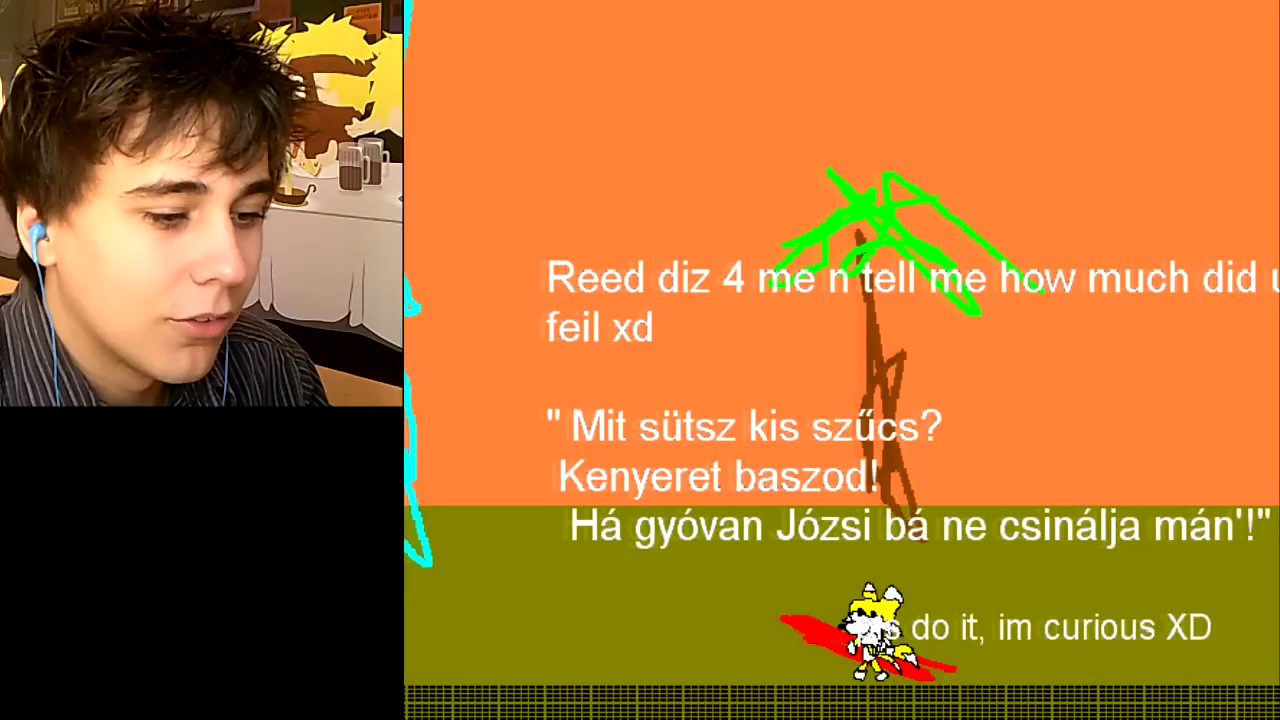 Reed diz 4 me n tell me how much did u
feil xd
" Mit sütsz kis szűcs?
Kenyeret baszod!
Há gyóvan Józsi bá ne csinálja mán'!"
do it, im curious XD